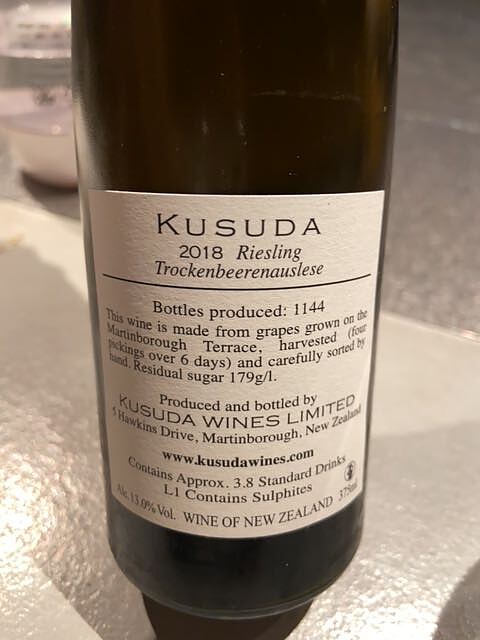 KUSUDA
2018 Riesling
Trockenbeerenauslese
Bottles produced: 1144
This wine is made from grapes grown on the
Martinborough Terrace, harvested (four
pickings over 6 days) and carefully sorted by
hand. Residual sugar 179g/l.
Produced and bottled by
KUSUDA WINES LIMITED
5 Hawkins Drive, Martinborough, New Zealand
www.kusudawines.com
Contains Approx. 3.8 Standard Drinks
L1 Contains Sulphites
Alc.13.0% Vol. WINE OF NEW ZEALAND 375ml